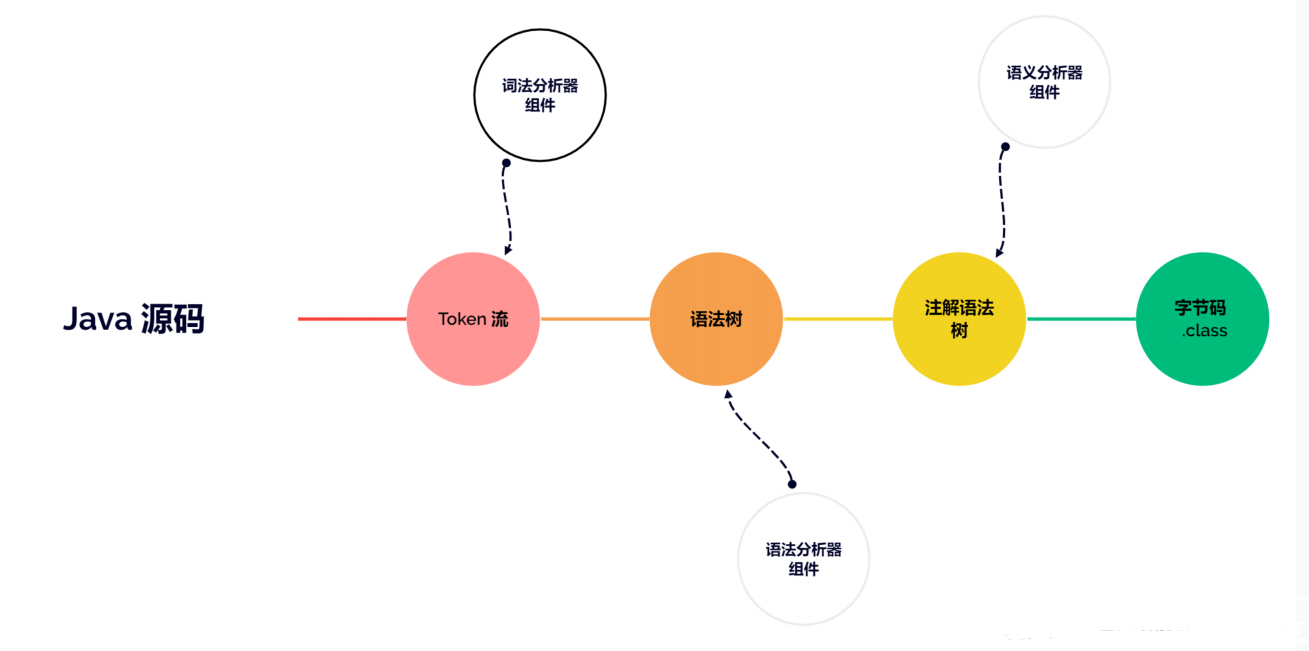 词法分析器
组件
语义分析器
组件
Java 源码
Token 流
语法树
注解语法
树
字节码
.class
语法分析器
组件